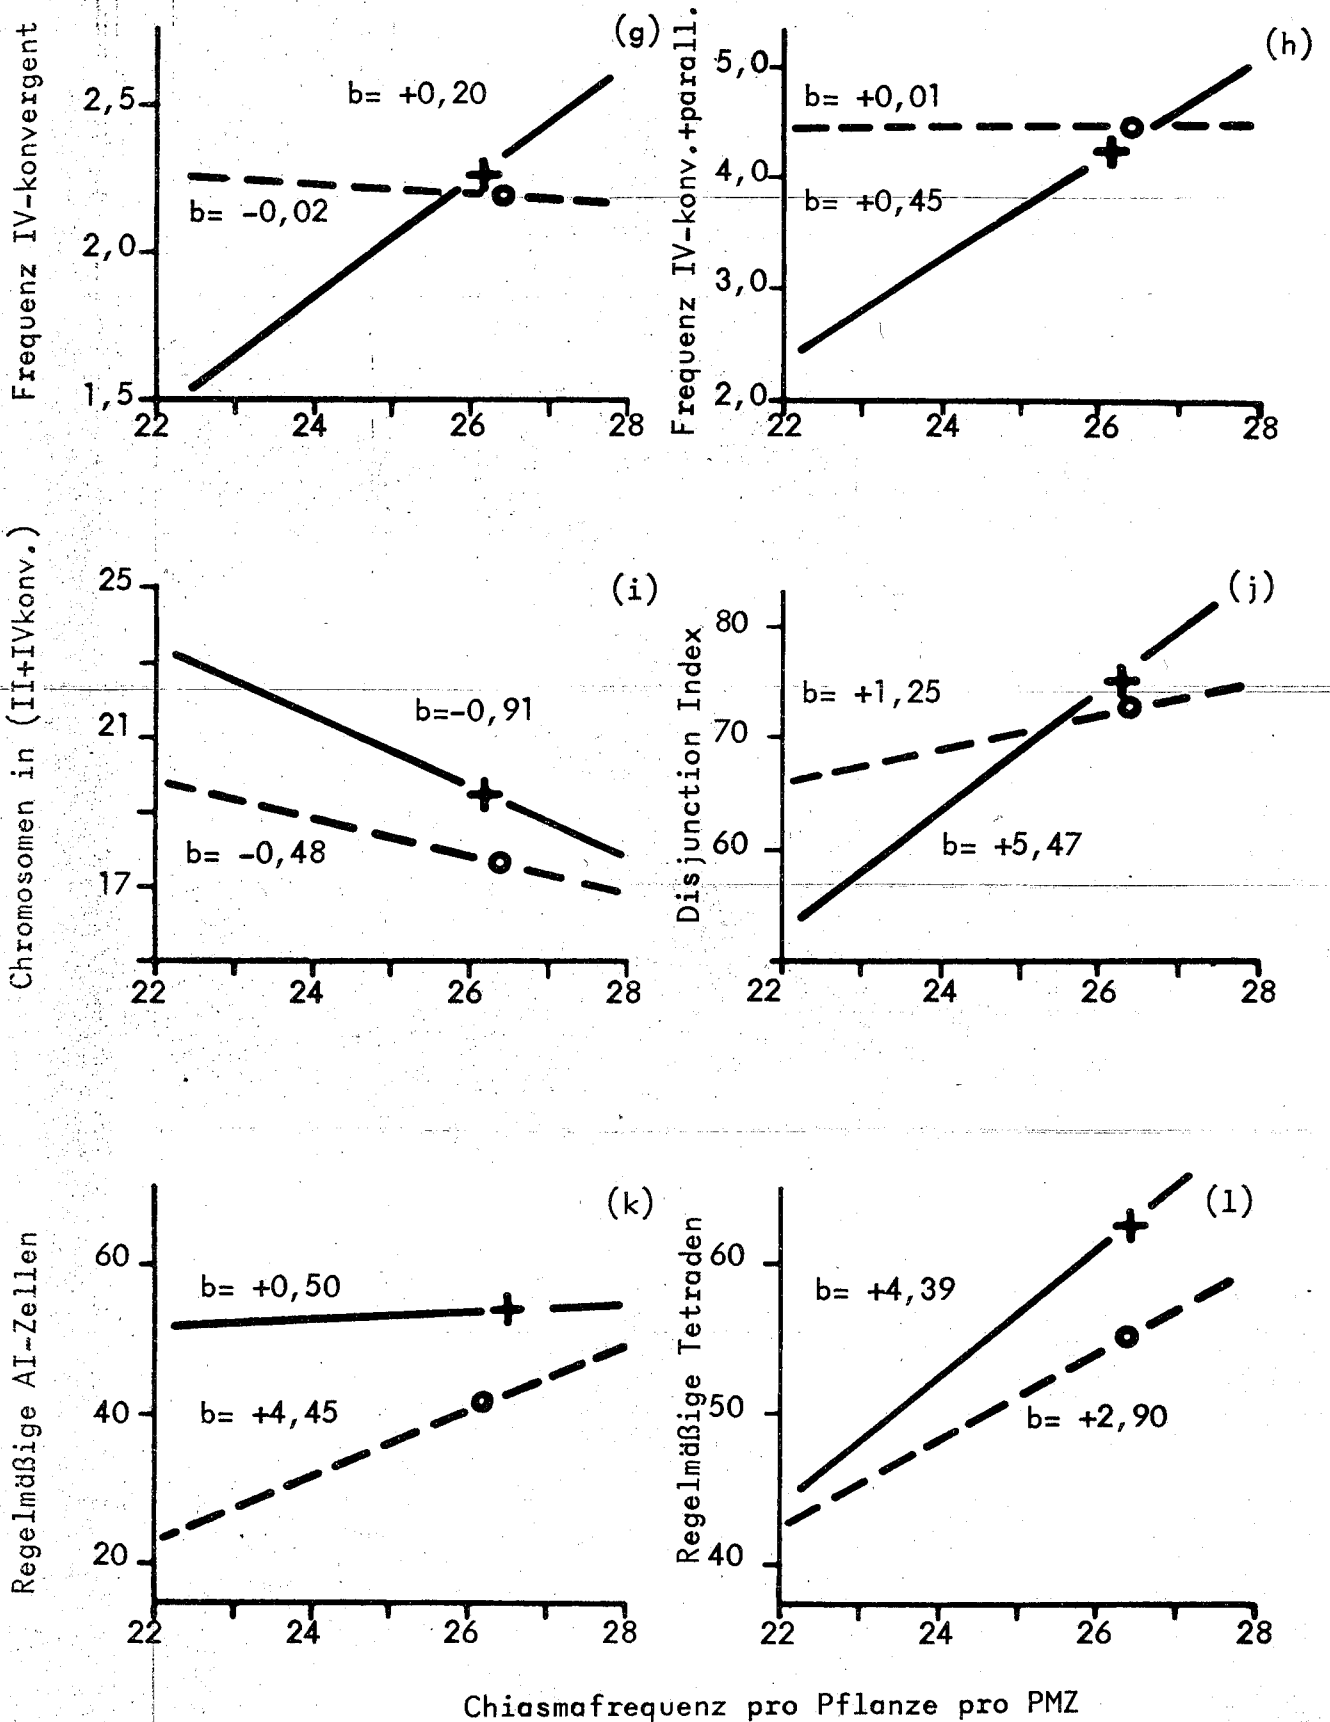 Frequenz IV-konvergent
(g)
2,5
2,0
1,5
b= +0,20
b= -0,02
22 24 26 28
Frequenz IV-konv.+parall.
(h)
5,0
4,0
3,0
2,0
b= +0,01
b= +0,45
22 24 26 28
Chromosomen in (II+IVkonv.)
(i)
25
21
17
b=-0,91
b= -0,48
22 24 26 28
Disjunction Index
(j)
80
70
60
b= +1,25
b= +5,47
22 24 26 28
Regelmäßige AI-Zellen
(k)
60
40
20
b= +0,50
b= +4,45
22 24 26 28
Regelmäßige Tetraden
(l)
60
50
40
b= +4,39
b= +2,90
22 24 26 28
Chiasmafrequenz pro Pflanze pro PMZ